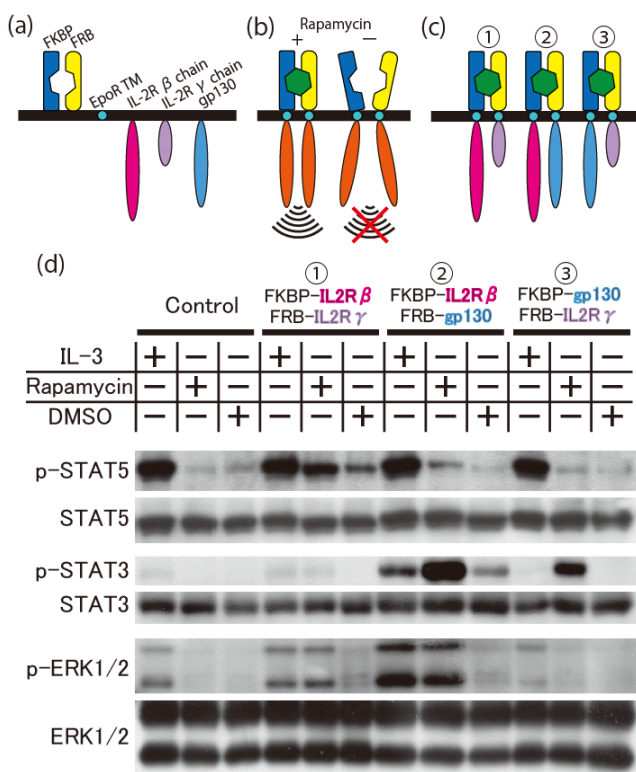 (a)
FKBP
FRB
EpoR TM
IL-2R β chain
IL-2R γ chain
gp130
(b)
Rapamycin
+ −
(c)
① ② ③
(d)
Control
①
FKBP-IL2R β
FRB-IL2R γ
②
FKBP-IL2R β
FRB-gp130
③
FKBP-gp130
FRB-IL2R γ
IL-3 + − − + − − + − − + − −
Rapamycin − + − − + − − + − − + −
DMSO − − + − − + − − + − − +
p-STAT5
STAT5
p-STAT3
STAT3
p-ERK1/2
ERK1/2